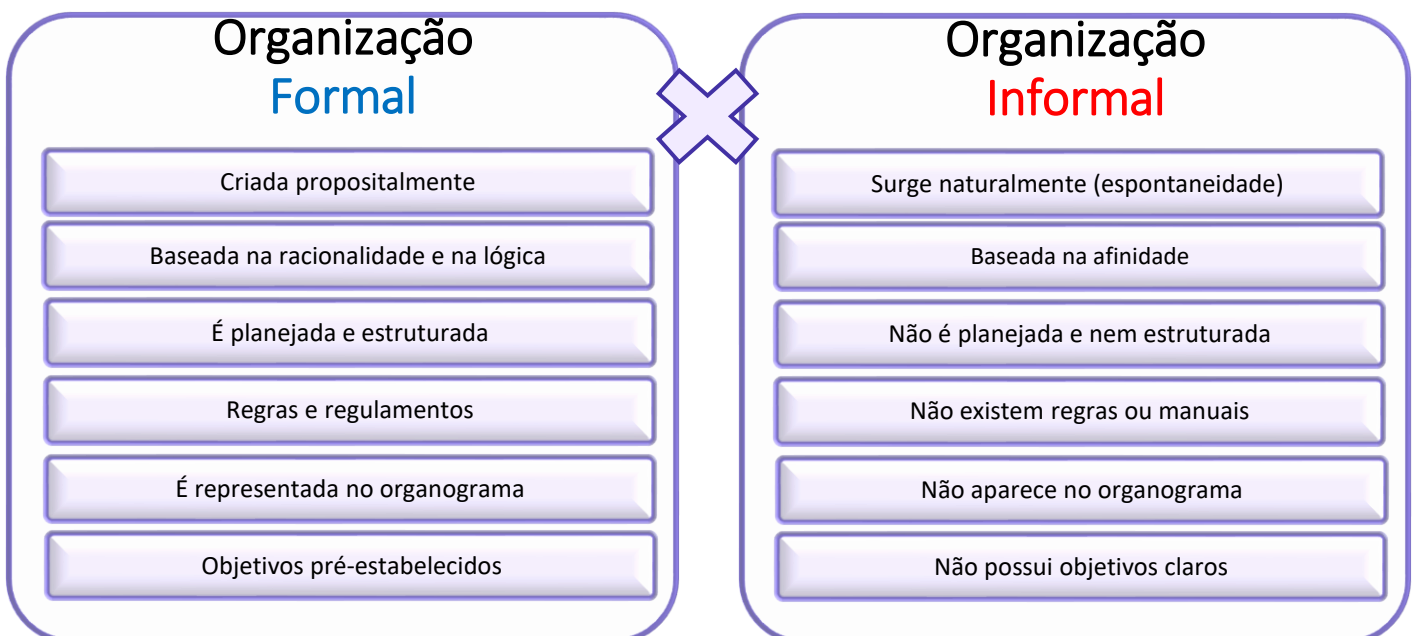 Organização
Formal
Criada propositalmente
Baseada na racionalidade e na lógica
É planejada e estruturada
Regras e regulamentos
É representada no organograma
Objetivos pré-estabelecidos
Organização
Informal
Surge naturalmente (espontaneidade)
Baseada na afinidade
Não é planejada e nem estruturada
Não existem regras ou manuais
Não aparece no organograma
Não possui objetivos claros